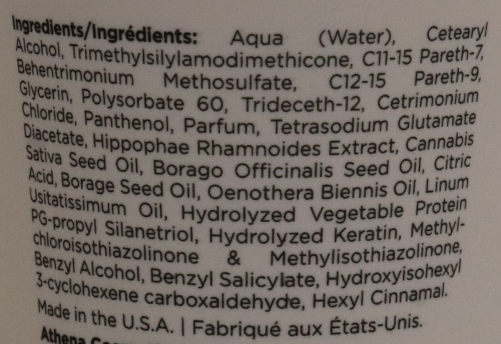 Ingredients/Ingrédients: Aqua (Water), Cetearyl
Alcohol, Trimethylsilylamodimethicone, C11-15 Pareth-7,
Behentrimonium Methosulfate, C12-15 Pareth-9,
Glycerin, Polysorbate 60, Trideceth-12, Cetrimonium
Chloride, Panthenol, Parfum, Tetrasodium Glutamate
Diacetate, Hippophae Rhamnoides Extract, Cannabis
Sativa Seed Oil, Borago Officinalis Seed Oil, Citric
Acid, Borage Seed Oil, Oenothera Biennis Oil, Linum
Usitatissimum Oil, Hydrolyzed Vegetable Protein
PG-propyl Silanetriol, Hydrolyzed Keratin, Methyl-
chloroisothiazolinone & Methylisothiazolinone,
Benzyl Alcohol, Benzyl Salicylate, Hydroxyisohexyl
3-cyclohexene carboxaldehyde, Hexyl Cinnamal.
Made in the U.S.A. | Fabriqué aux États-Unis.
Athena